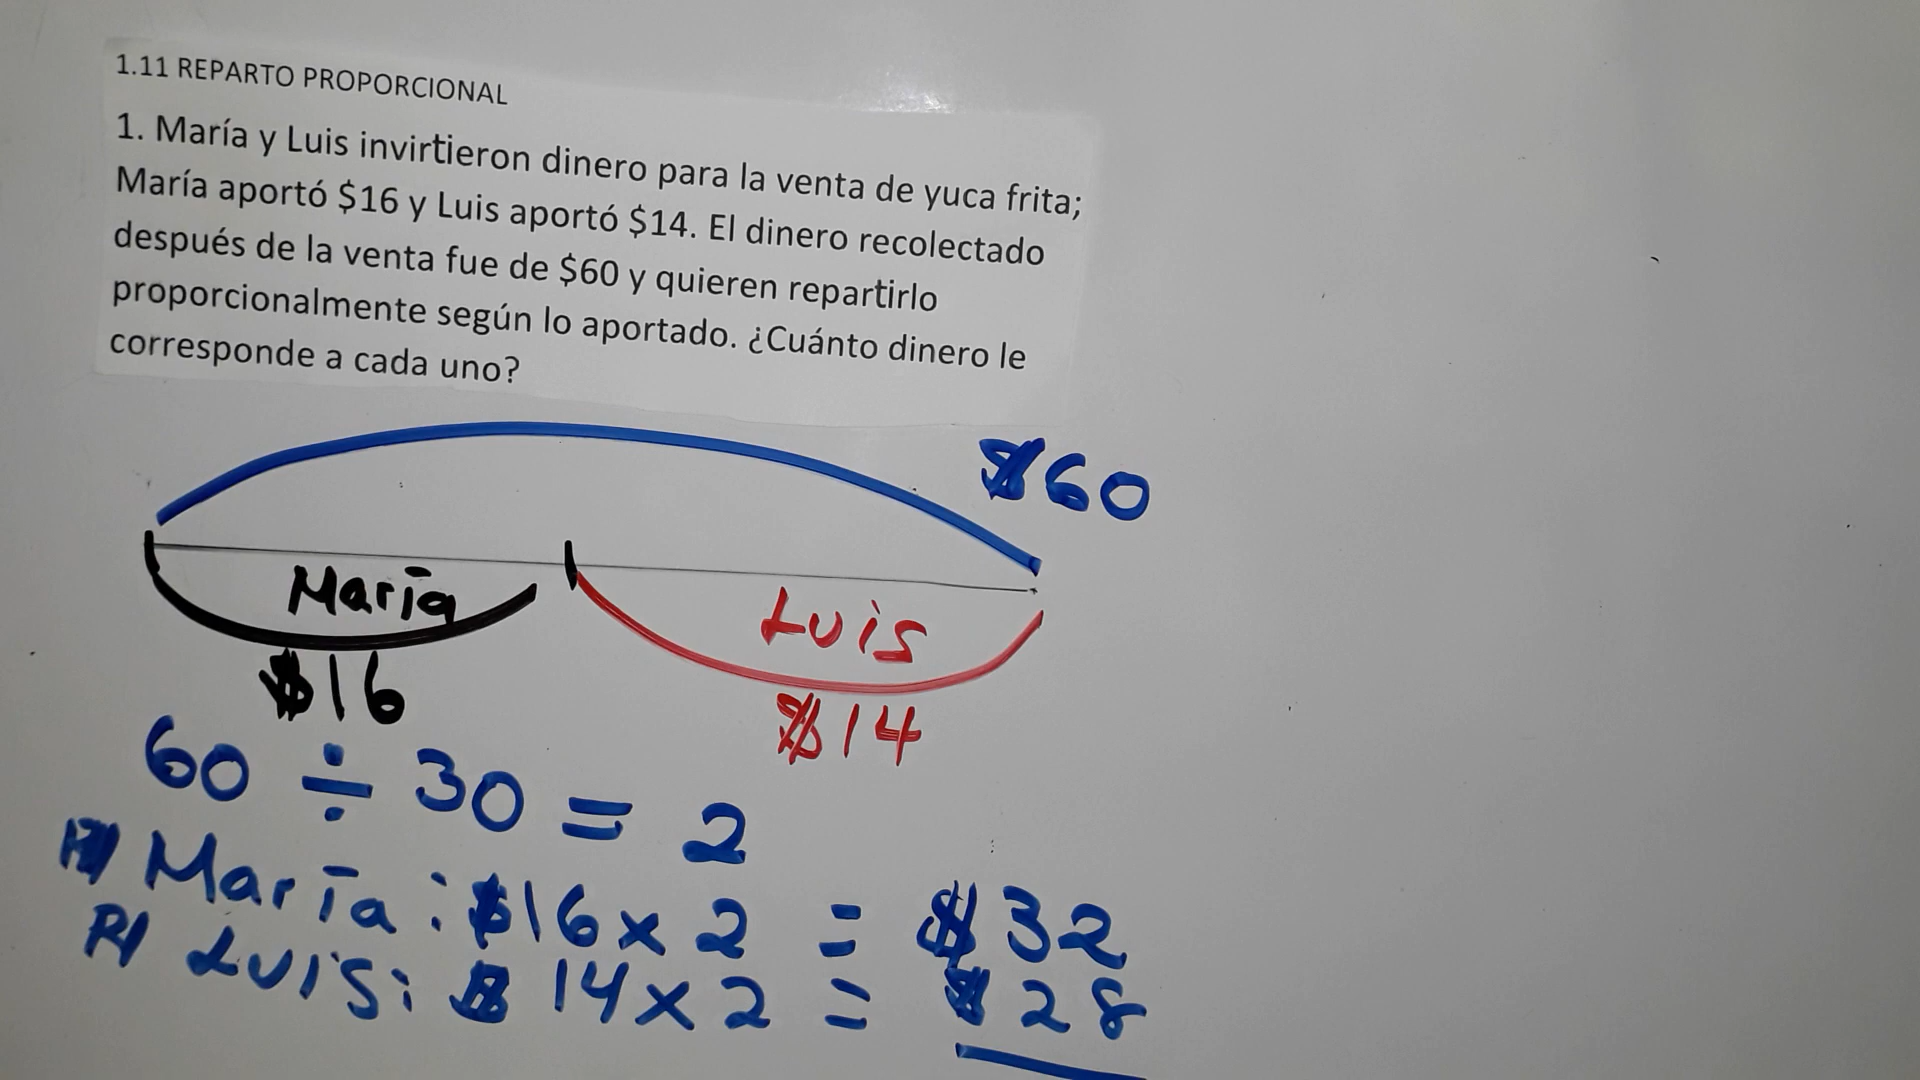 1.11 REPARTO PROPORCIONAL
1. María y Luis invirtieron dinero para la venta de yuca frita;
María aportó $16 y Luis aportó $14. El dinero recolectado
después de la venta fue de $60 y quieren repartirlo
proporcionalmente según lo aportado. ¿Cuánto dinero le
corresponde a cada uno?
$60
María
Luis
$16
$14
60 ÷ 30 = 2
R/ María: $16 x 2 = $32
R/ Luis: $14 x 2 = $28